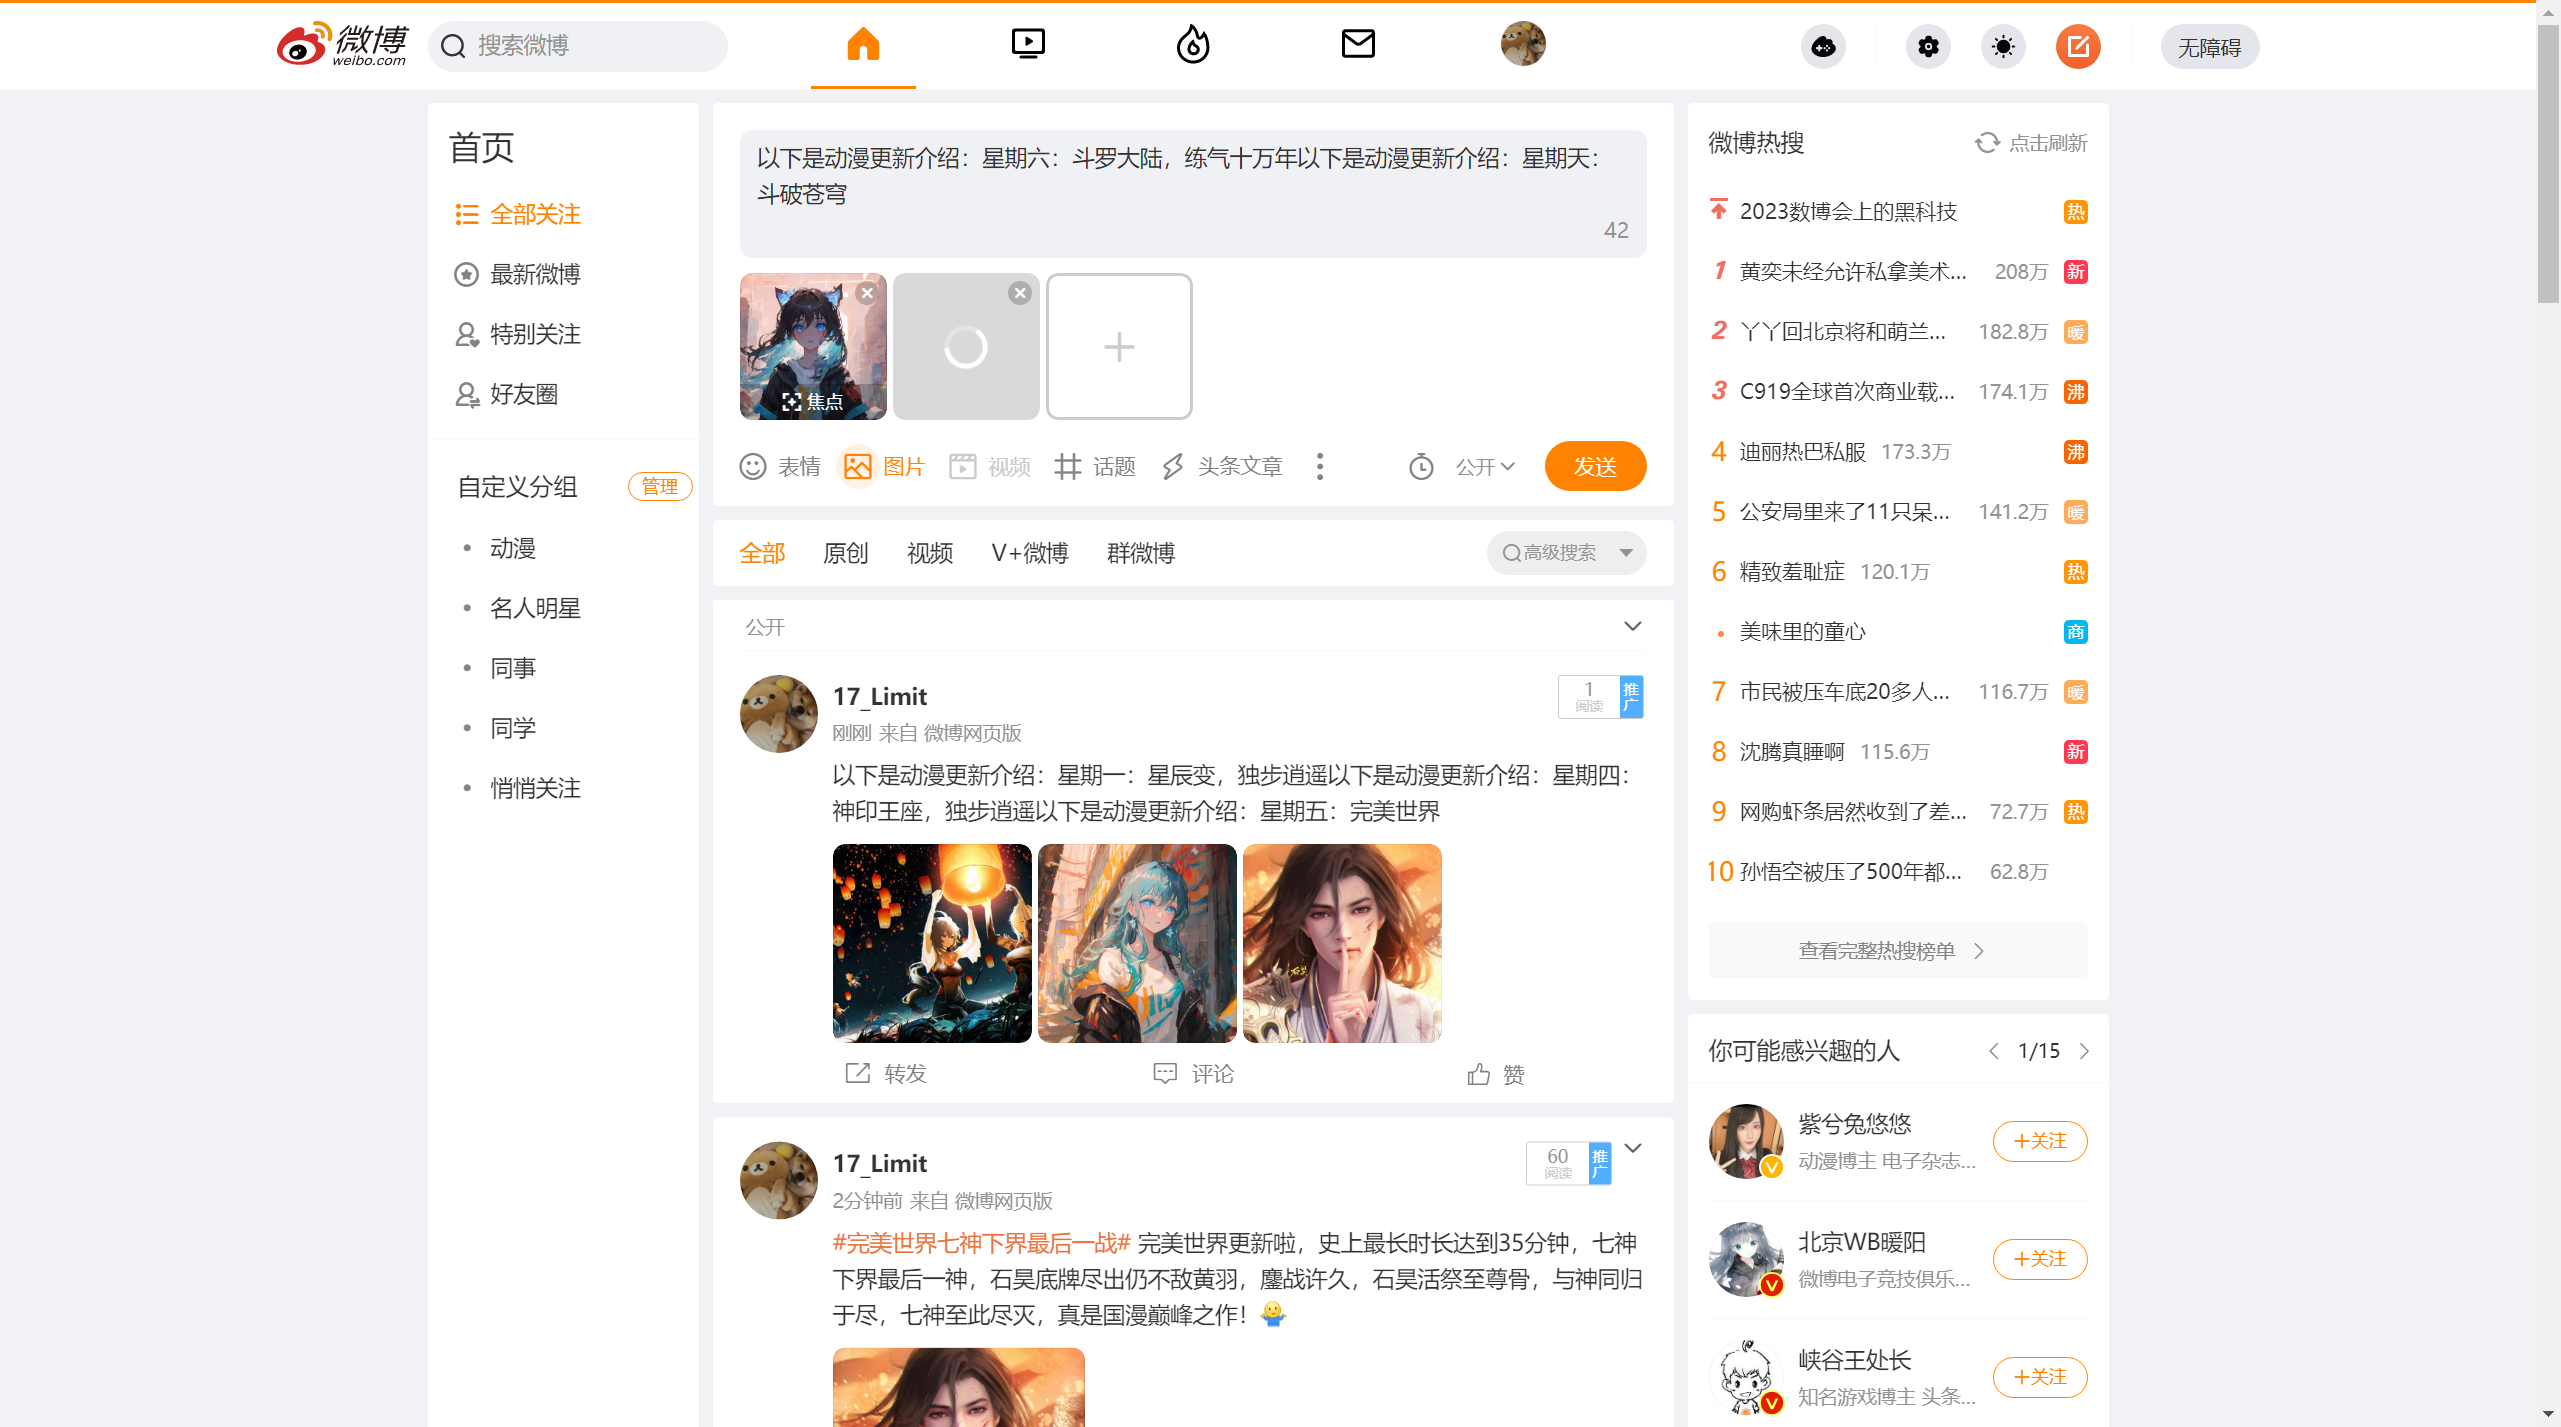 微博
weibo.com
搜索微博
无障碍
首页
全部关注
最新微博
特别关注
好友圈
自定义分组
管理
动漫
名人明星
同事
同学
悄悄关注
以下是动漫更新介绍：星期六：斗罗大陆，练气十万年以下是动漫更新介绍：星期天：
斗破苍穹
42
焦点
表情
图片
视频
话题
头条文章
公开
发送
全部
原创
视频
V+微博
群微博
高级搜索
公开
17_Limit
1
阅读
推广
刚刚 来自 微博网页版
以下是动漫更新介绍：星期一：星辰变，独步逍遥以下是动漫更新介绍：星期四：
神印王座，独步逍遥以下是动漫更新介绍：星期五：完美世界
转发
评论
赞
17_Limit
60
阅读
推广
2分钟前 来自 微博网页版
#完美世界七神下界最后一战# 完美世界更新啦，史上最长时长达到35分钟，七神
下界最后一神，石昊底牌尽出仍不敌黄羽，鏖战许久，石昊活祭至尊骨，与神同归
于尽，七神至此尽灭，真是国漫巅峰之作！🤷
微博热搜
点击刷新
2023数博会上的黑科技 热
1 黄奕未经允许私拿美术... 208万 新
2 丫丫回北京将和萌兰... 182.8万 暖
3 C919全球首次商业载... 174.1万 沸
4 迪丽热巴私服 173.3万 沸
5 公安局里来了11只呆... 141.2万 暖
6 精致羞耻症 120.1万 热
• 美味里的童心 商
7 市民被压车底20多人... 116.7万 暖
8 沈腾真睡啊 115.6万 新
9 网购虾条居然收到了差... 72.7万 热
10 孙悟空被压了500年都... 62.8万
查看完整热搜榜单
你可能感兴趣的人
1/15
紫兮兔悠悠
动漫博主 电子杂志...
+关注
北京WB暖阳
微博电子竞技俱乐...
+关注
峡谷王处长
知名游戏博主 头条...
+关注